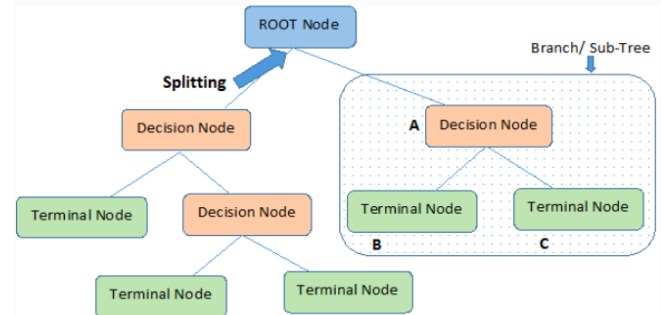 ROOT Node
Branch/ Sub-Tree
Splitting
Decision Node
A
Decision Node
Terminal Node
Decision Node
Terminal Node
Terminal Node
B
C
Terminal Node
Terminal Node